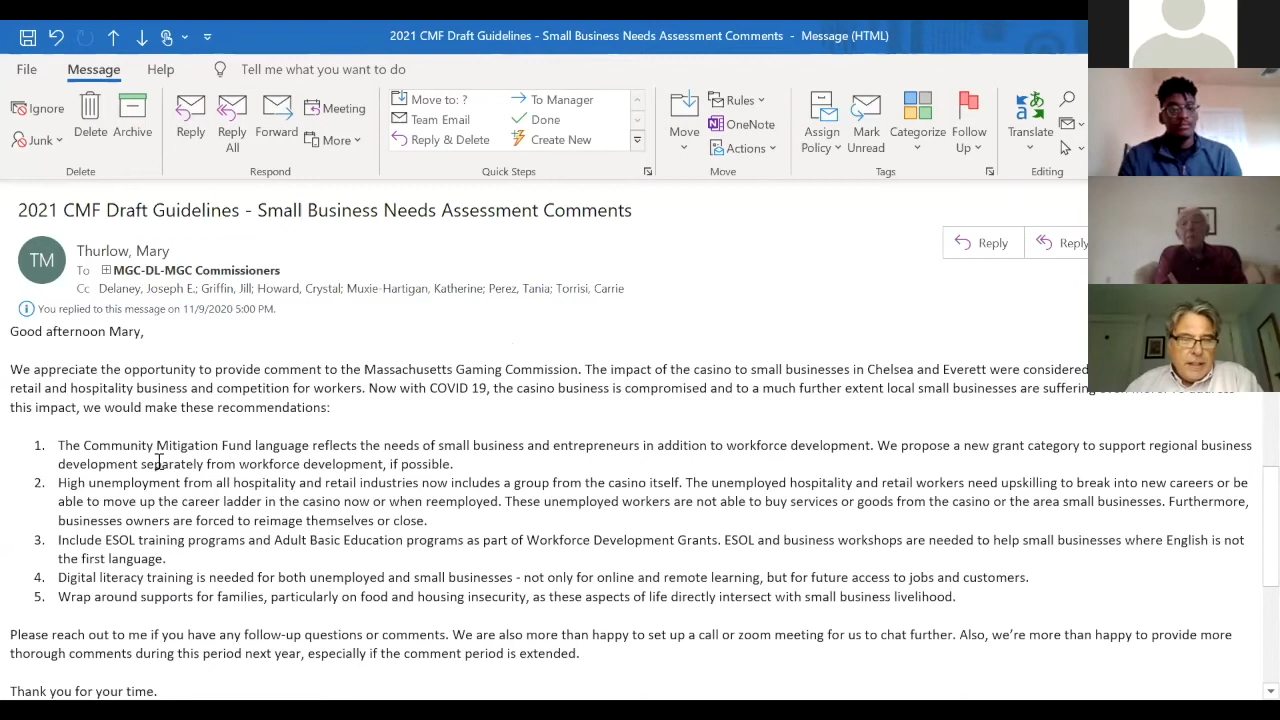 2021 CMF Draft Guidelines - Small Business Needs Assessment Comments - Message (HTML)
File Message Help Tell me what you want to do
Ignore
Junk
Delete
Archive
Reply
Reply All
Forward
Meeting
More
Move to: ?
Team Email
Reply & Delete
To Manager
Done
Create New
Move
Rules
OneNote
Actions
Assign Policy
Mark Unread
Categorize
Follow Up
Translate
Delete Respond Quick Steps Move Tags Editing
2021 CMF Draft Guidelines - Small Business Needs Assessment Comments
TM
Thurlow, Mary
To MGC-DL-MGC Commissioners
Cc Delaney, Joseph E.; Griffin, Jill; Howard, Crystal; Muxie-Hartigan, Katherine; Perez, Tania; Torrisi, Carrie
Reply Reply
You replied to this message on 11/9/2020 5:00 PM.
Good afternoon Mary,
We appreciate the opportunity to provide comment to the Massachusetts Gaming Commission. The impact of the casino to small businesses in Chelsea and Everett were considered
retail and hospitality business and competition for workers. Now with COVID 19, the casino business is compromised and to a much further extent local small businesses are suffering
this impact, we would make these recommendations:
1. The Community Mitigation Fund language reflects the needs of small business and entrepreneurs in addition to workforce development. We propose a new grant category to support regional business
development separately from workforce development, if possible.
2. High unemployment from all hospitality and retail industries now includes a group from the casino itself. The unemployed hospitality and retail workers need upskilling to break into new careers or be
able to move up the career ladder in the casino now or when reemployed. These unemployed workers are not able to buy services or goods from the casino or the area small businesses. Furthermore,
businesses owners are forced to reimage themselves or close.
3. Include ESOL training programs and Adult Basic Education programs as part of Workforce Development Grants. ESOL and business workshops are needed to help small businesses where English is not
the first language.
4. Digital literacy training is needed for both unemployed and small businesses - not only for online and remote learning, but for future access to jobs and customers.
5. Wrap around supports for families, particularly on food and housing insecurity, as these aspects of life directly intersect with small business livelihood.
Please reach out to me if you have any follow-up questions or comments. We are also more than happy to set up a call or zoom meeting for us to chat further. Also, we're more than happy to provide more
thorough comments during this period next year, especially if the comment period is extended.
Thank you for your time.